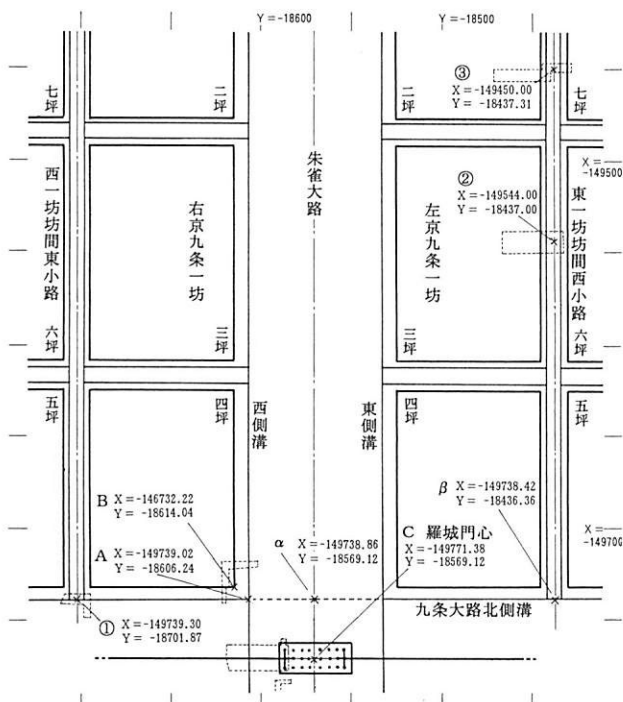 Y = -18600
Y = -18500
七坪
二坪
二坪
七坪
③
X = -149450.00
Y = -18437.31
X =
-149500
②
X = -149544.00
Y = -18437.00
朱雀大路
西一坊坊間東小路
右京九条一坊
左京九条一坊
東一坊坊間西小路
六坪
三坪
三坪
六坪
五坪
四坪
西側溝
東側溝
四坪
五坪
B
X = -146732.22
Y = -18614.04
A
X = -149739.02
Y = -18606.24
α
X = -149738.86
Y = -18569.12
β
X = -149738.42
Y = -18436.36
C 羅城門心
X = -149771.38
Y = -18569.12
X =
-149700
九条大路北側溝
①
X = -149739.30
Y = -18701.87